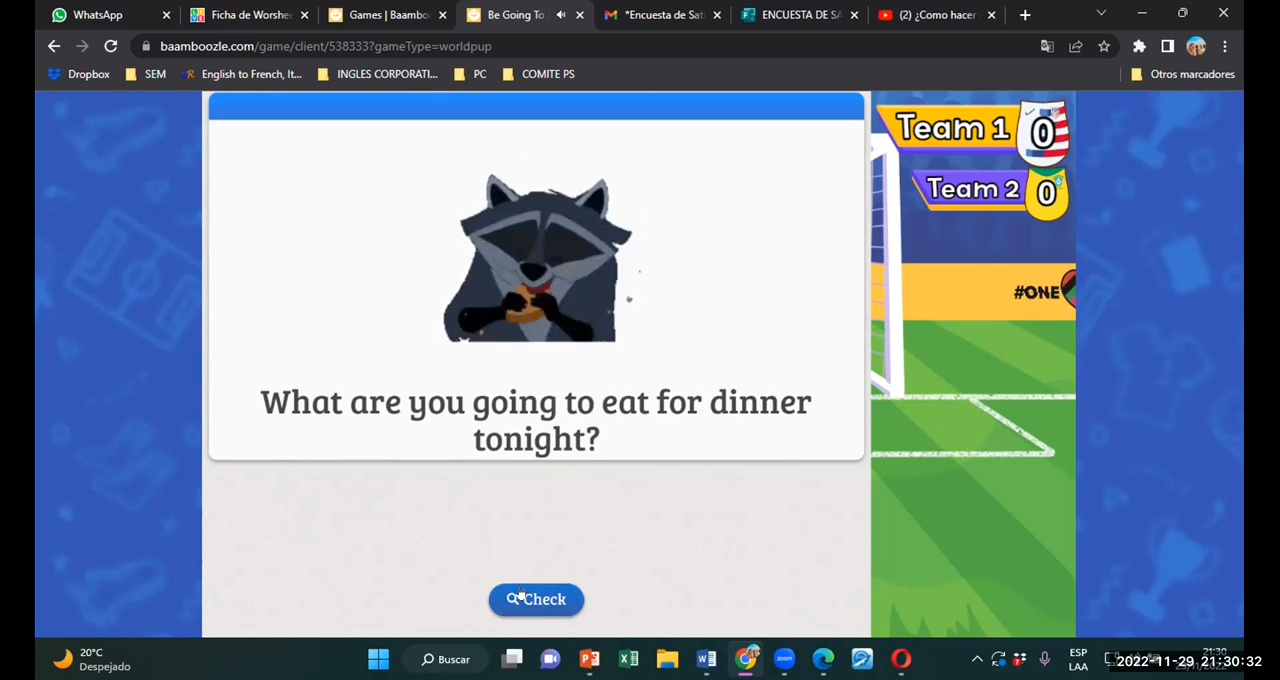 WhatsApp
Ficha de Worshee
Games | Baambo
Be Going To
*Encuesta de Sat
ENCUESTA DE SA
(2) ¿Como hacer
baamboozle.com/game/client/538333?gameType=worldpup
Dropbox
SEM
English to French, It...
INGLES CORPORATI...
PC
COMITE PS
Otros marcadores
Team 1 0
Team 2 0
#ONE
What are you going to eat for dinner
tonight?
Check
20°C
Despejado
Buscar
ESP
LAA
21:30
2022-11-29 21:30:32